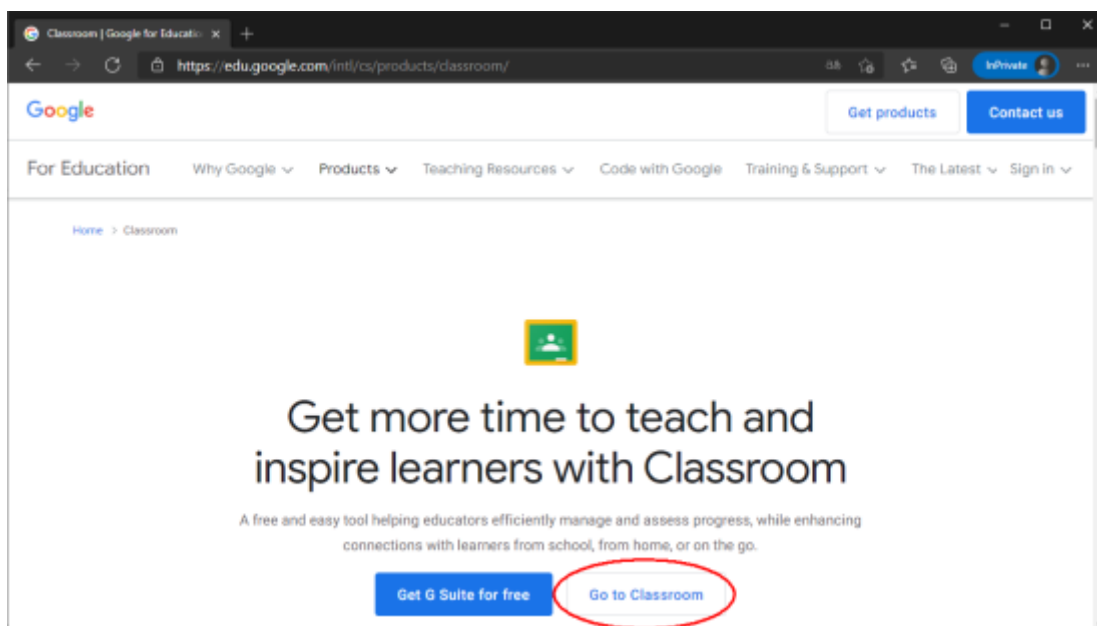 Classroom | Google for Educatio
https://edu.google.com/intl/cs/products/classroom/
InPrivate
Google
Get products
Contact us
For Education
Why Google
Products
Teaching Resources
Code with Google
Training & Support
The Latest
Sign in
Home > Classroom
Get more time to teach and
inspire learners with Classroom
A free and easy tool helping educators efficiently manage and assess progress, while enhancing
connections with learners from school, from home, or on the go.
Get G Suite for free
Go to Classroom